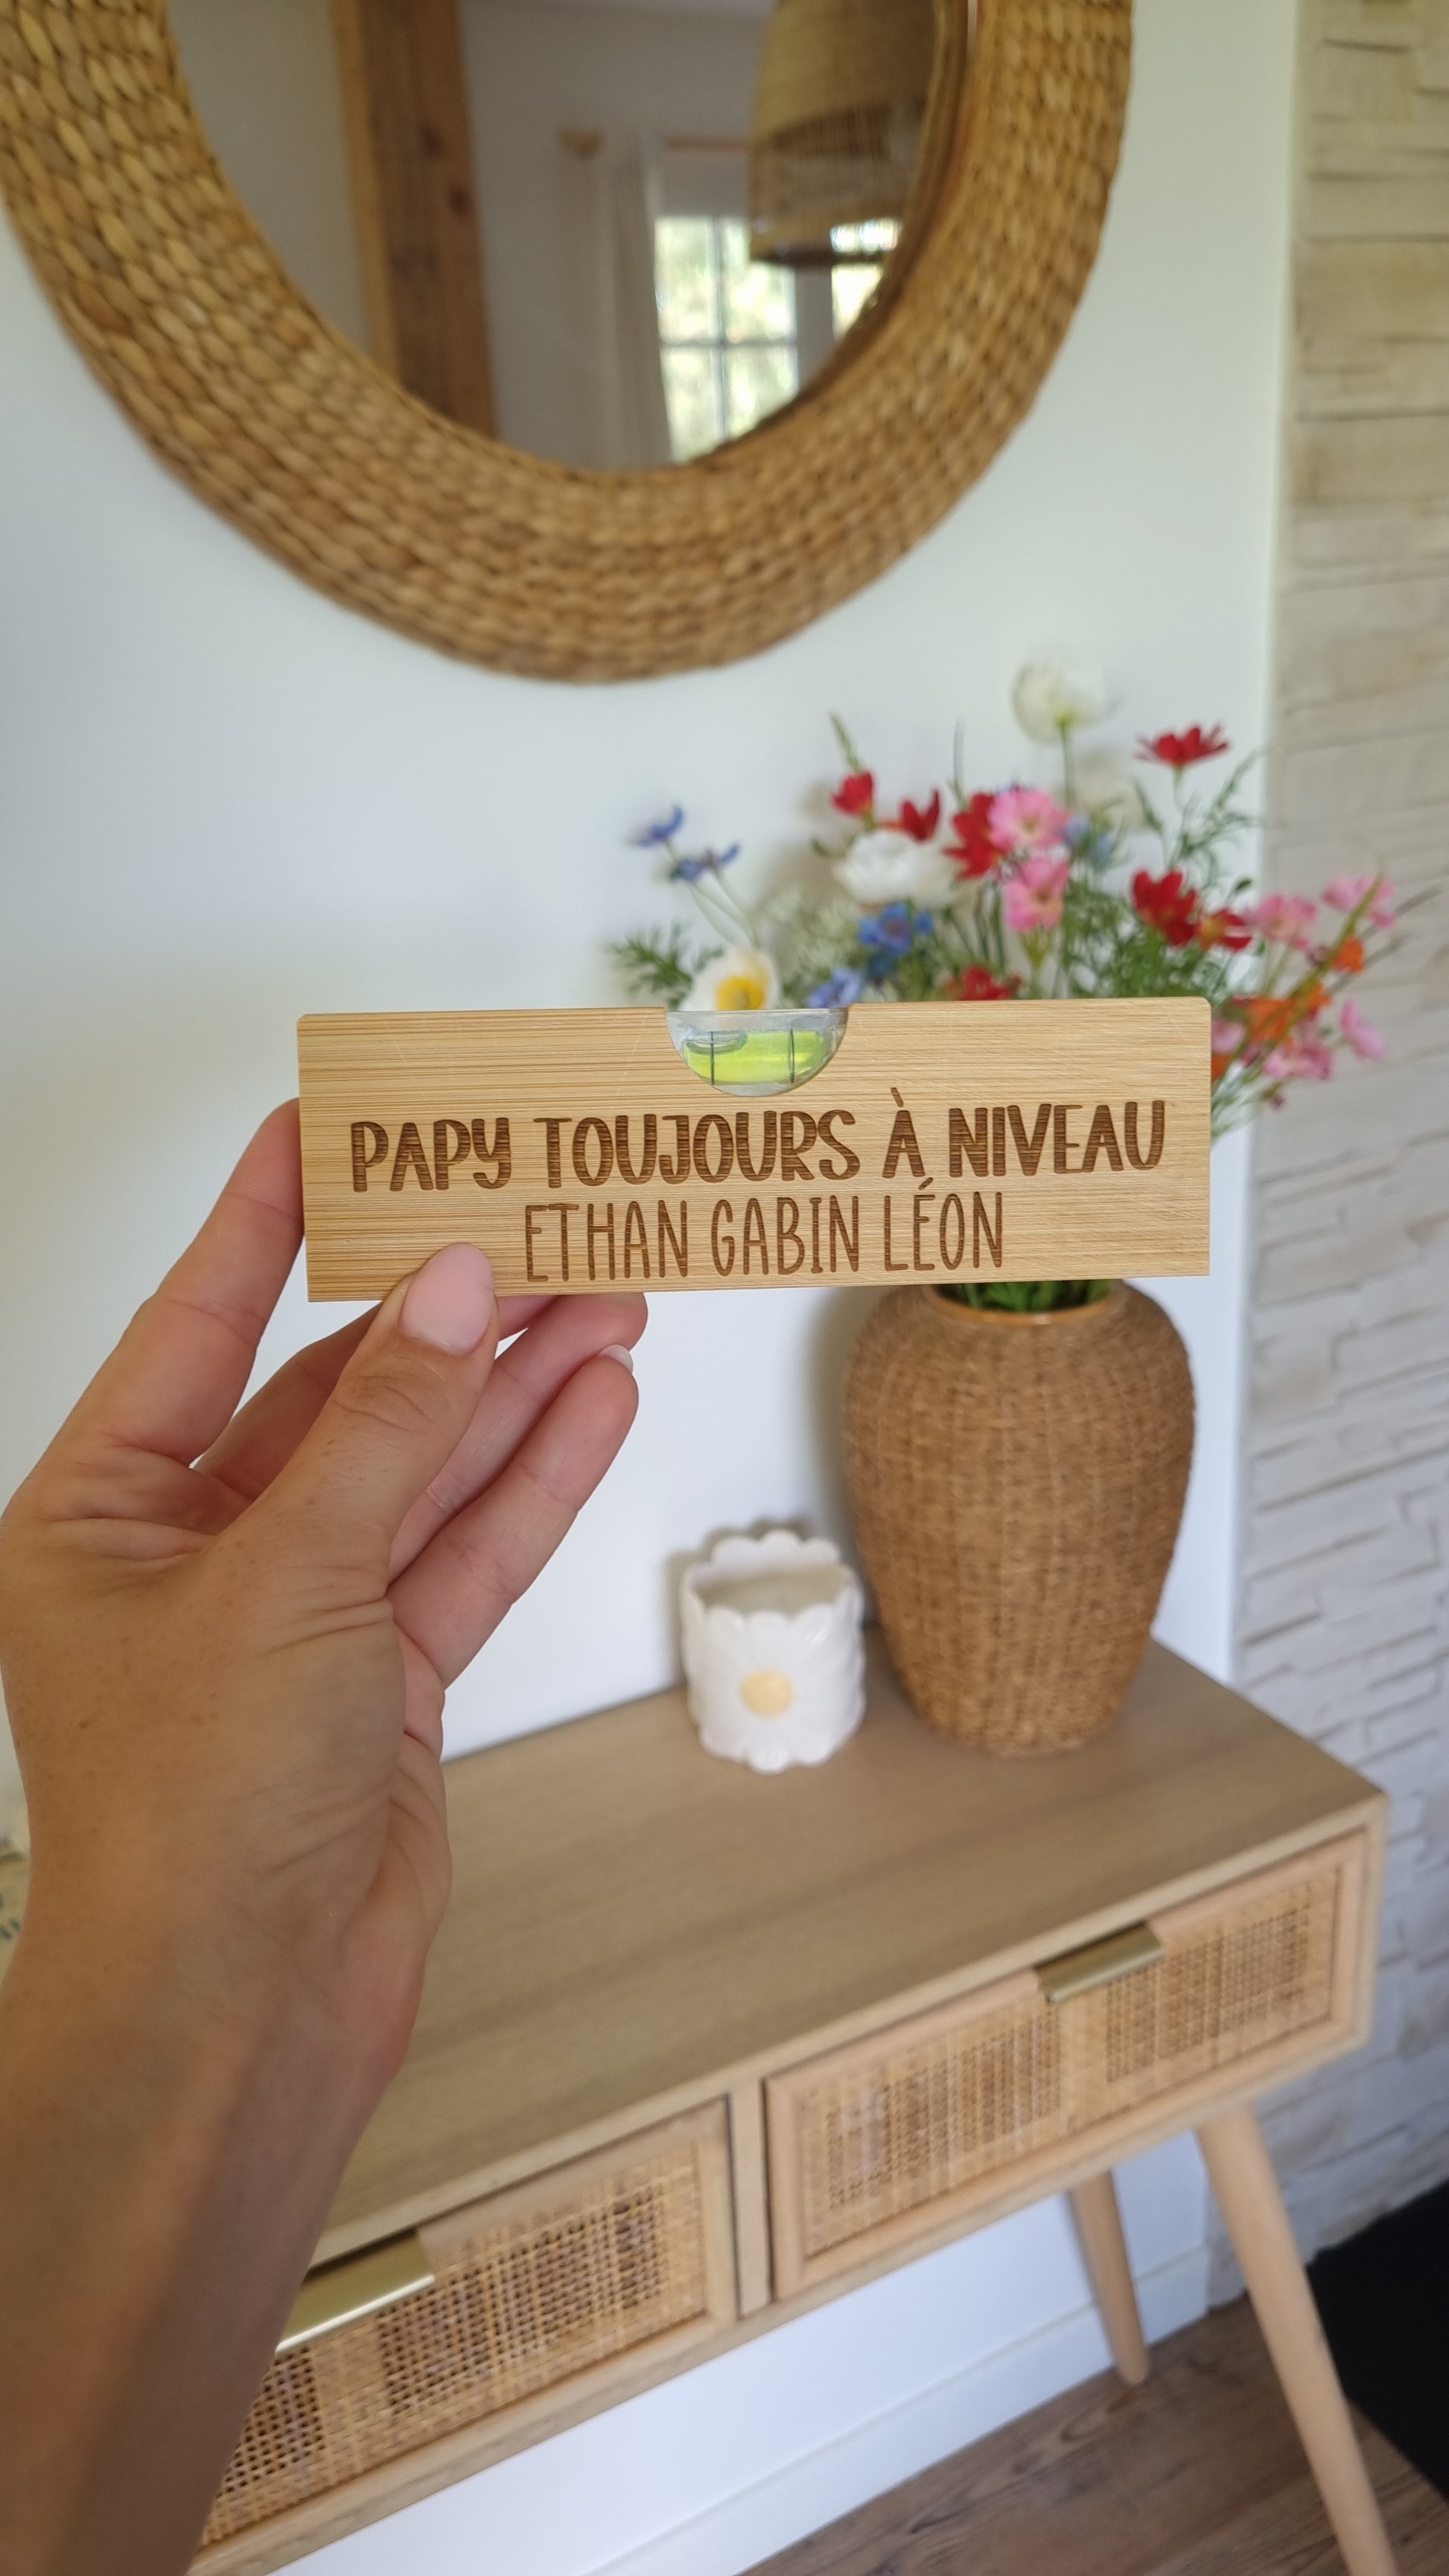 PAPY TOUJOURS À NIVEAU
ETHAN GABIN LÉON